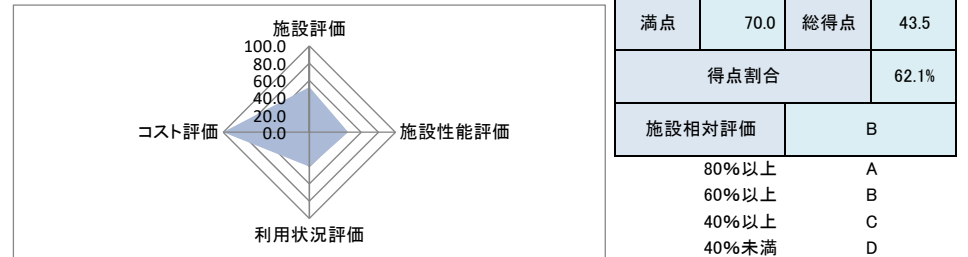 施設評価
100.0
80.0
60.0
40.0
20.0
0.0
コスト評価
施設性能評価
利用状況評価
満点 70.0 総得点 43.5
得点割合 62.1%
施設相対評価 B
80%以上 A
60%以上 B
40%以上 C
40%未満 D